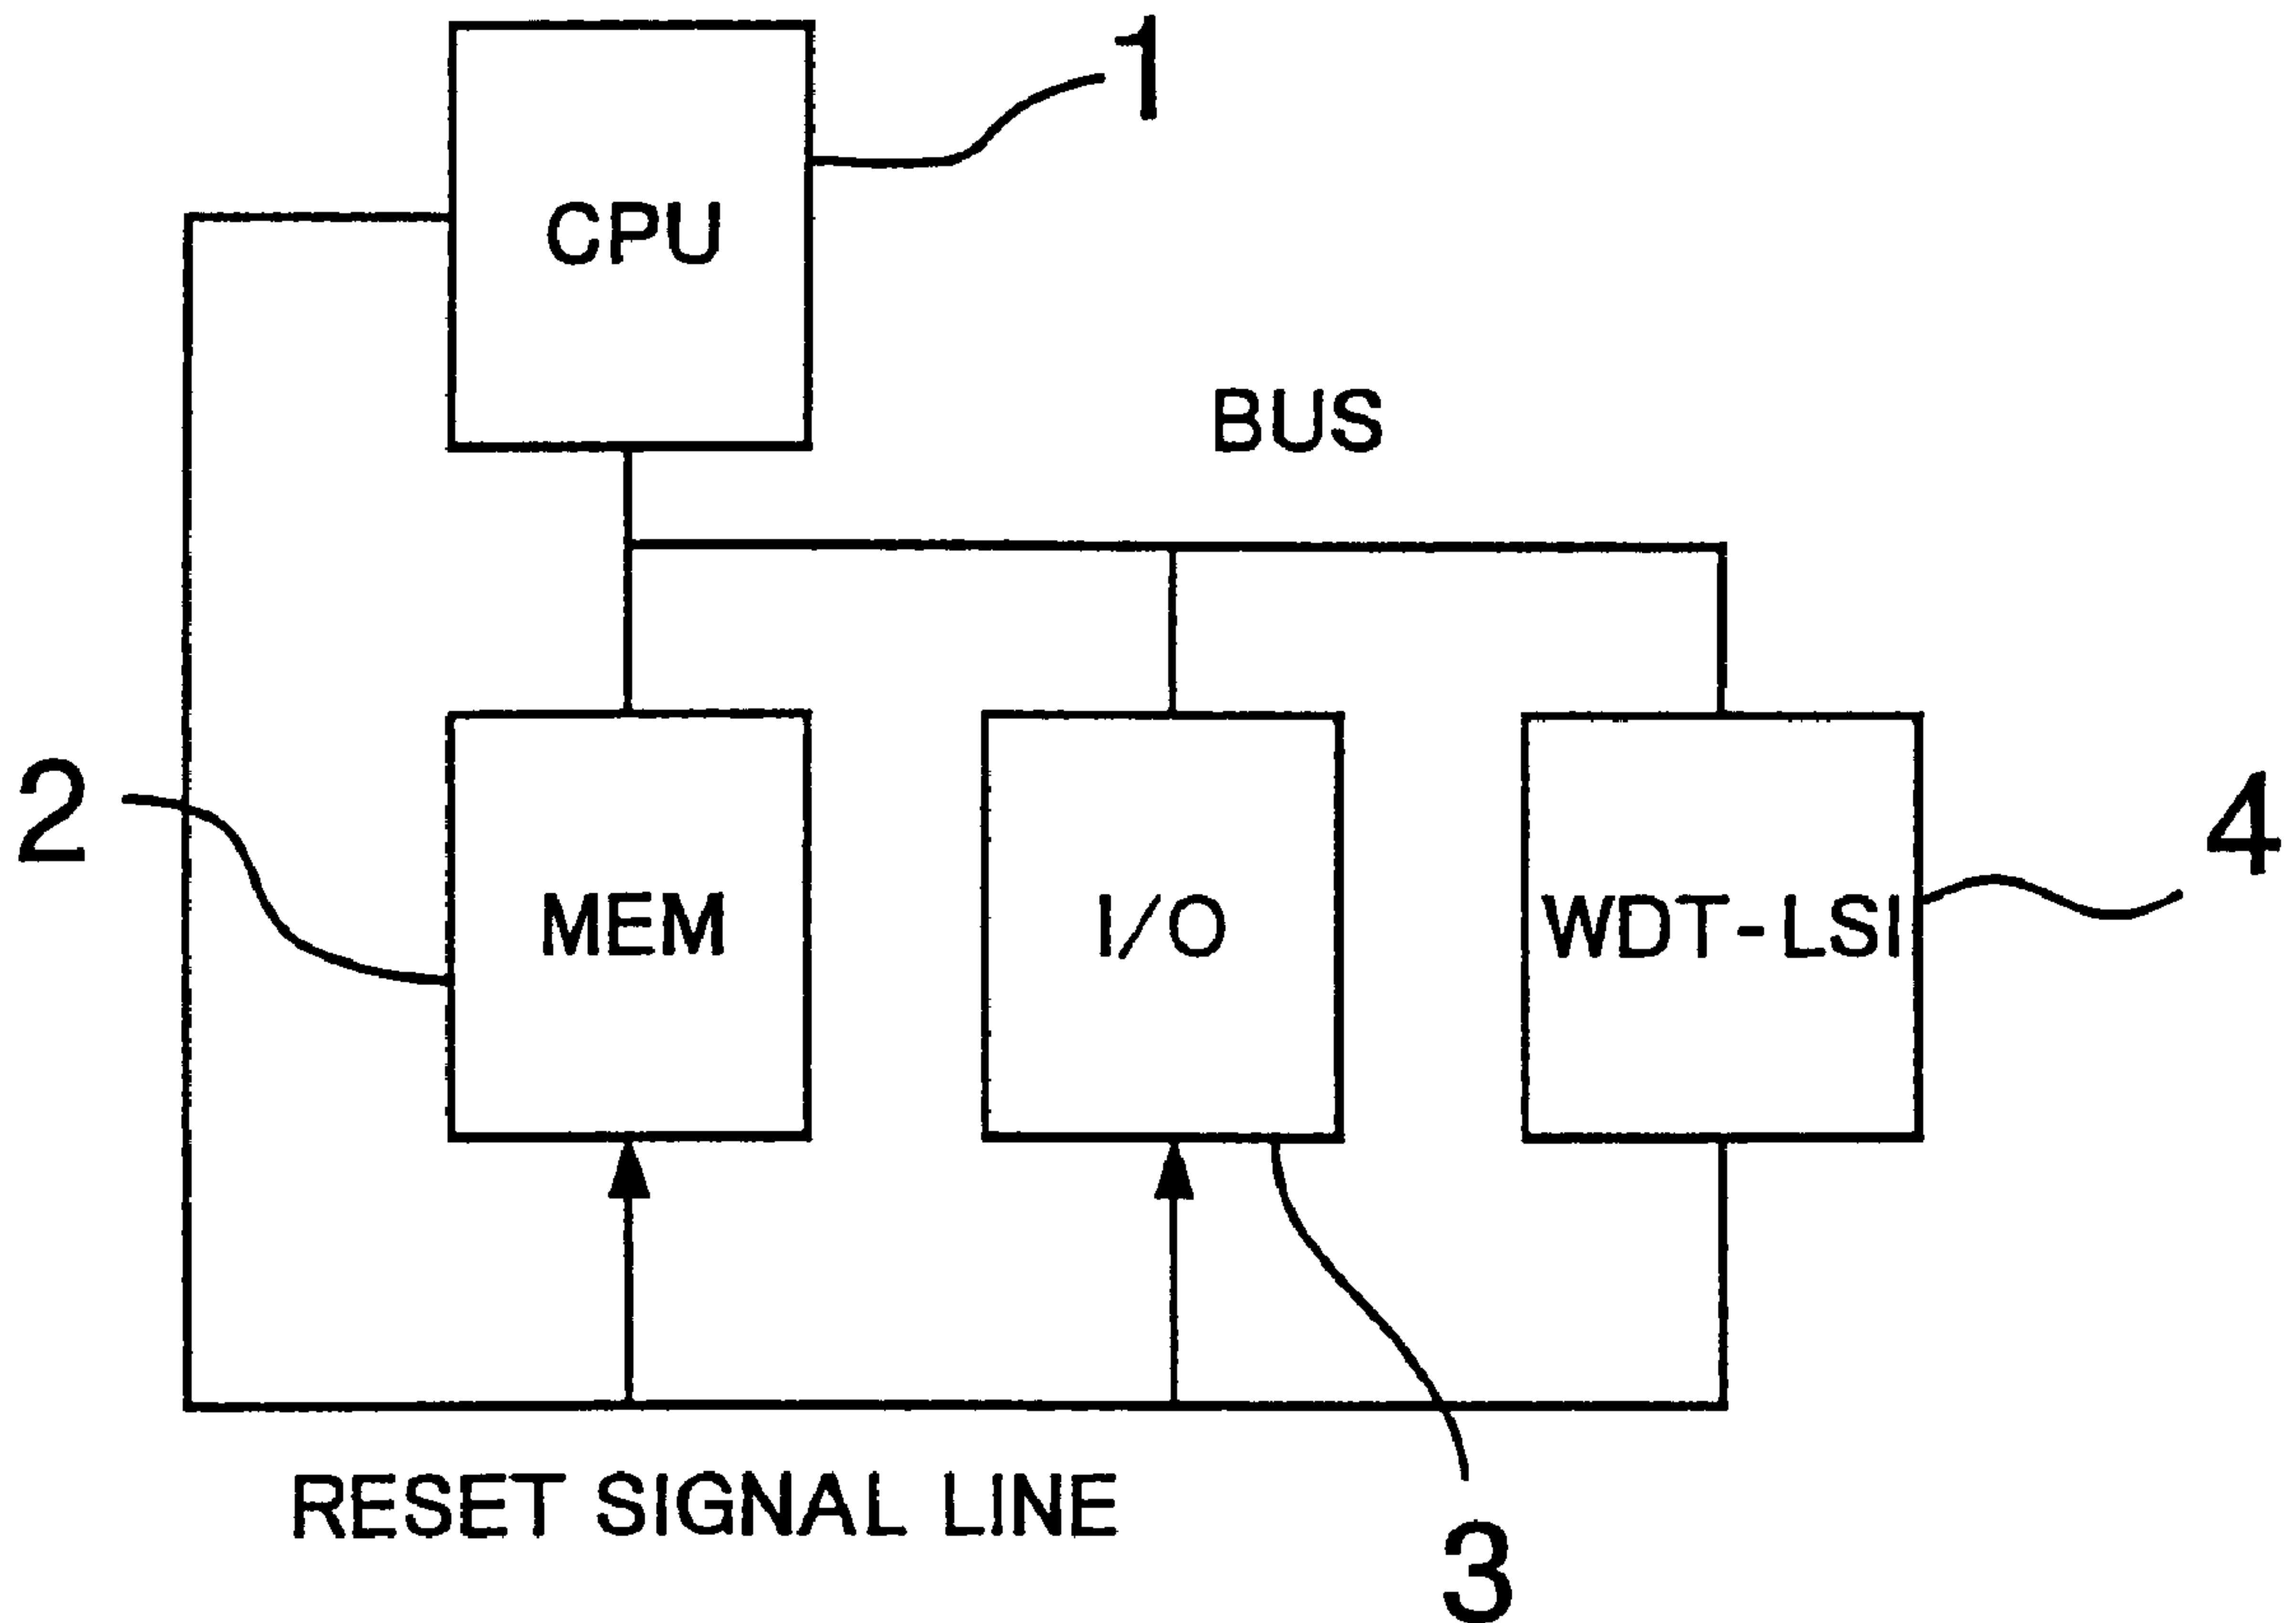 1
CPU
BUS
2
4
MEM
I/O
WDT-LSI
RESET SIGNAL LINE
3